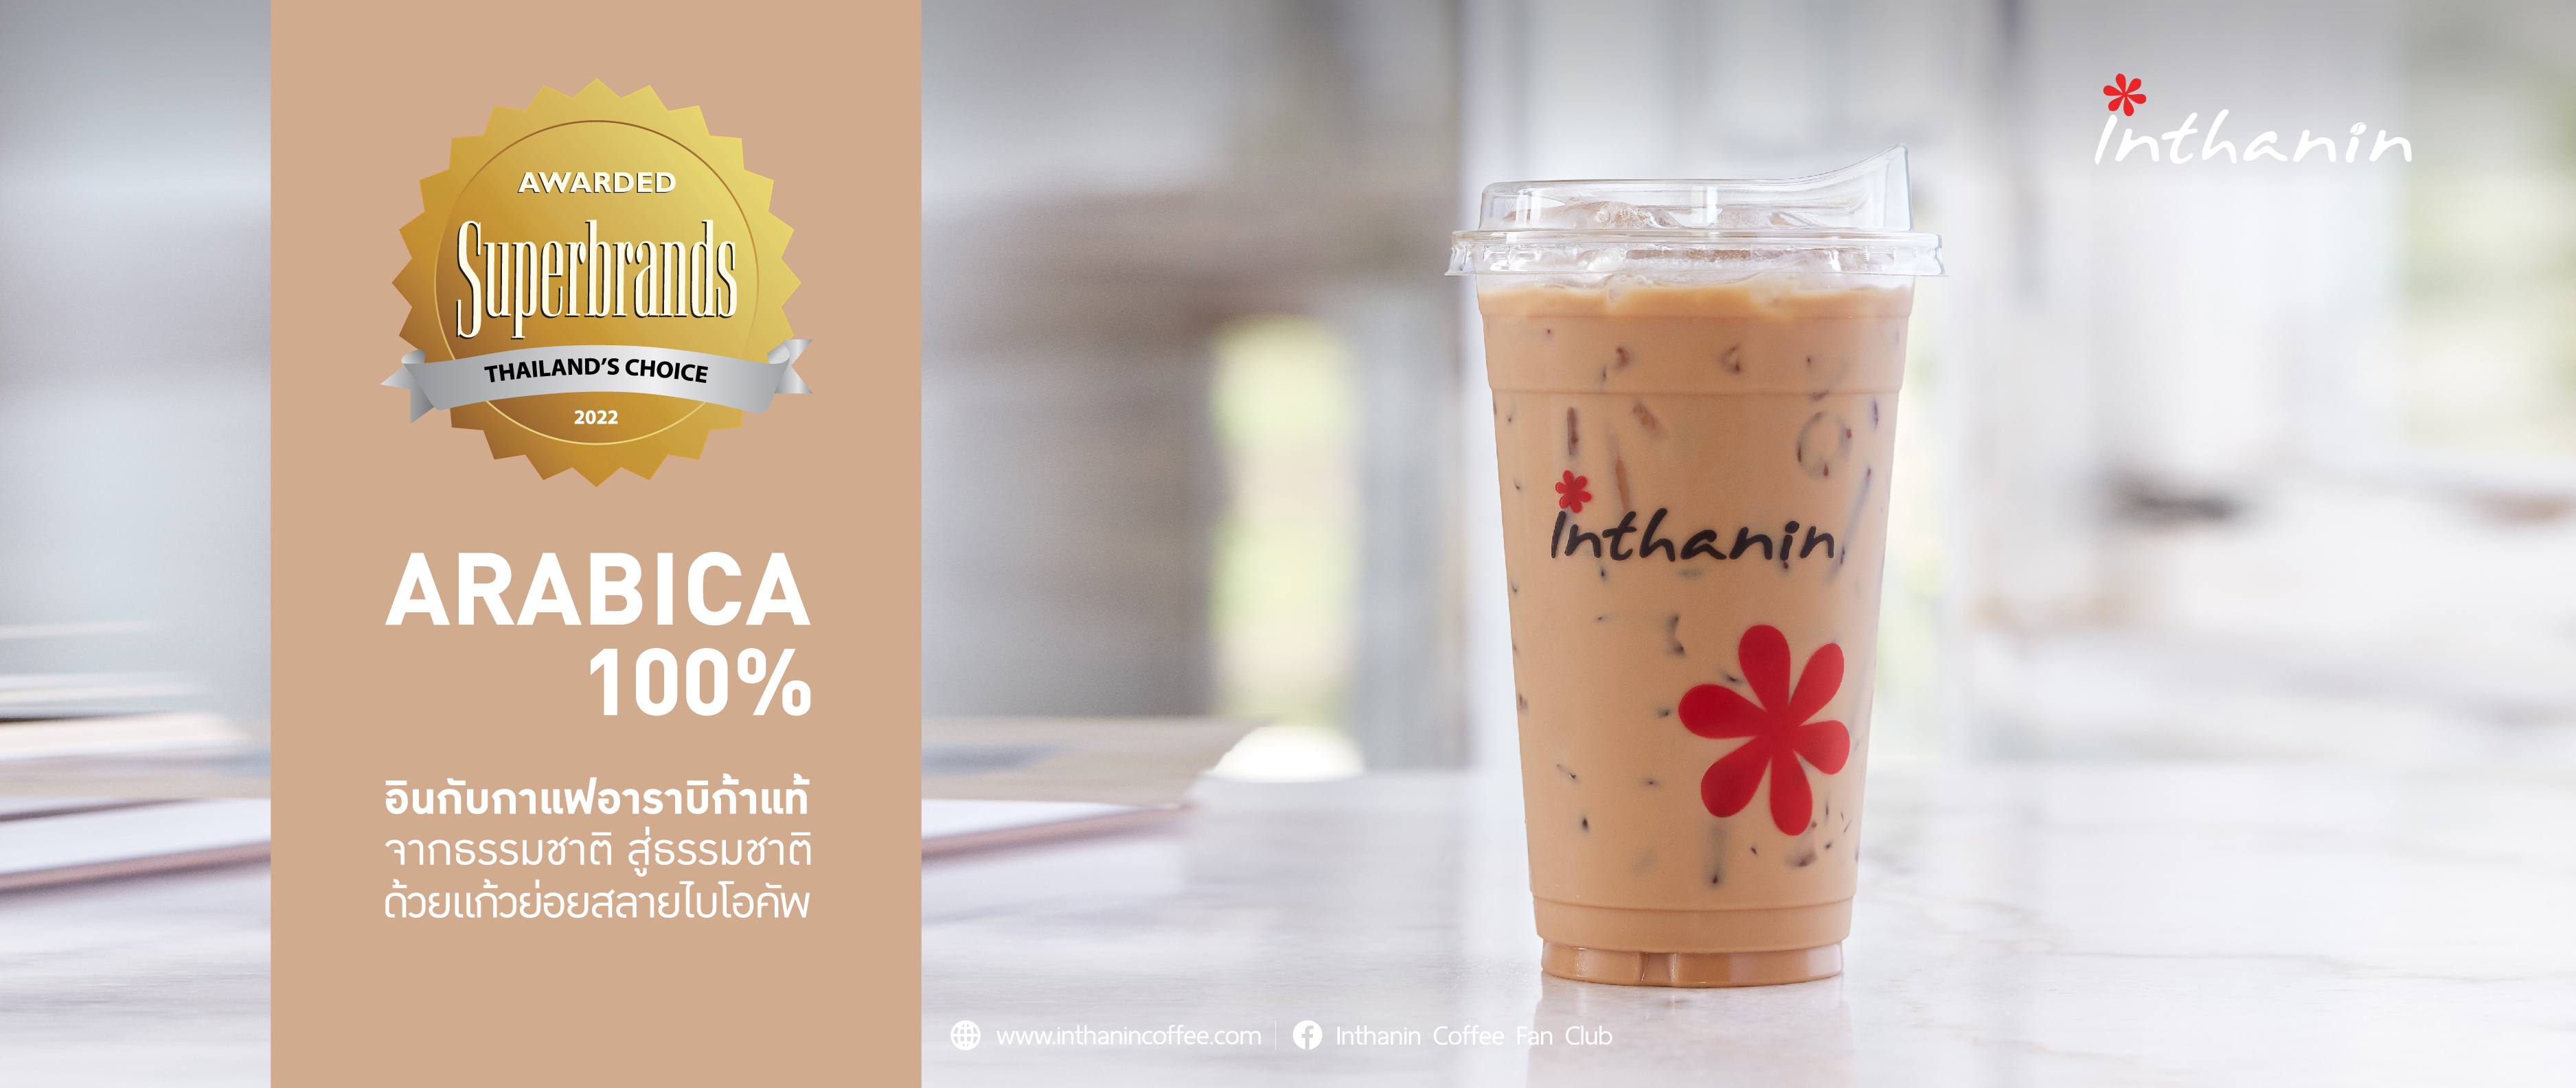 AWARDED
Superbrands
THAILAND'S CHOICE
2022
ARABICA
100%
อินกับกาแฟอาราบิก้าแท้
จากธรรมชาติ สู่ธรรมชาติ
ด้วยแก้วย่อยสลายไบโอคัพ
inthanin
inthanin
www.inthanincoffee.com
Inthanin Coffee Fan Club